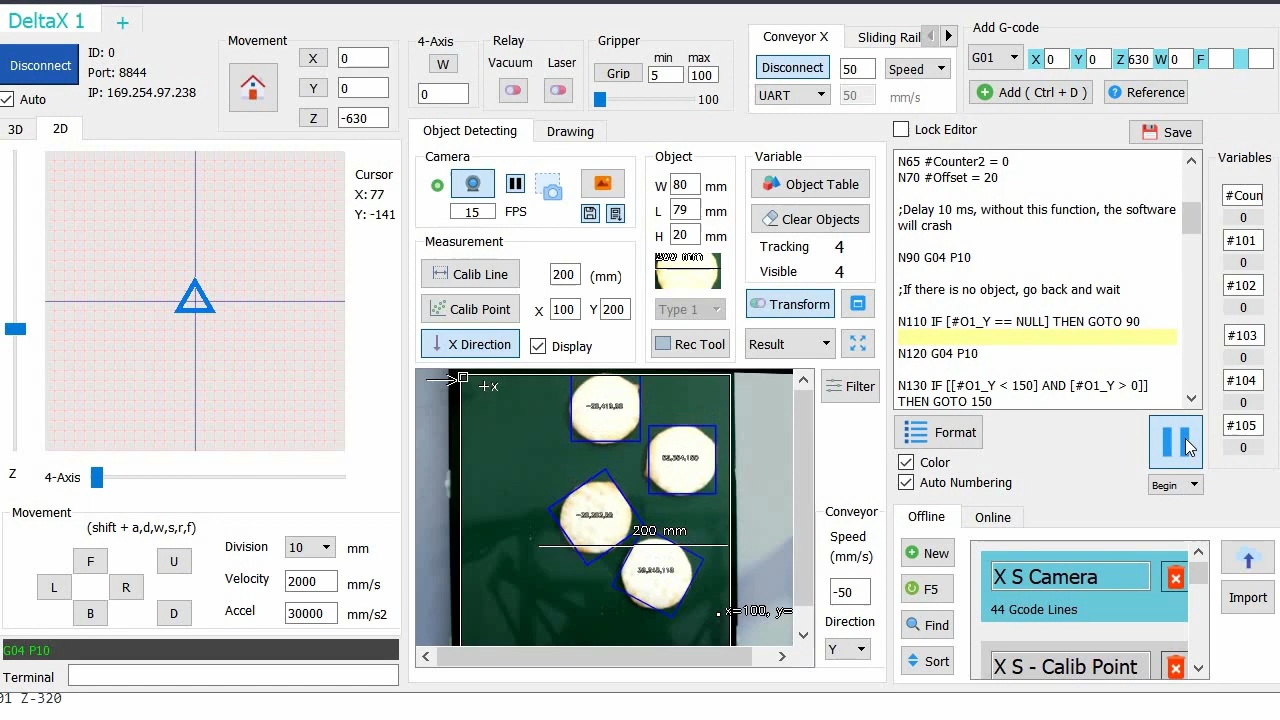 DeltaX 1
+
Disconnect
ID: 0
Port: 8844
IP: 169.254.97.238
Auto
Movement
X 0
Y 0
Z -630
4-Axis
W
0
Relay
Vacuum Laser
Gripper
min max
Grip 5 100
100
Conveyor X Sliding Rail
Disconnect 50 Speed
UART 50 mm/s
Add G-code
G01 X 0 Y 0 Z 630 W 0 F
Add ( Ctrl + D ) Reference
3D 2D
Cursor
X: 77
Y: -141
Z
4-Axis
Movement
(shift + a,d,w,s,r,f)
F U
L R
B D
Division 10 mm
Velocity 2000 mm/s
Accel 30000 mm/s2
G04 P10
Terminal
01 Z-320
Object Detecting Drawing
Camera
15 FPS
Measurement
Calib Line 200 (mm)
Calib Point X 100 Y 200
X Direction Display
Object
W 80 mm
L 79 mm
H 20 mm
Type 1
Rec Tool
Variable
Object Table
Clear Objects
Tracking 4
Visible 4
Transform
Result
+x
200 mm
x=100, y=
Filter
Conveyor
Speed
(mm/s)
-50
Direction
Y
Lock Editor Save
N65 #Counter2 = 0
N70 #Offset = 20
;Delay 10 ms, without this function, the software
will crash
N90 G04 P10
;If there is no object, go back and wait
N110 IF [#O1_Y == NULL] THEN GOTO 90
N120 G04 P10
N130 IF [[#O1_Y < 150] AND [#O1_Y > 0]]
THEN GOTO 150
Format
Color
Auto Numbering
Begin
Variables
#Coun
0
#101
0
#102
0
#103
0
#104
0
#105
0
Offline Online
New
F5
Find
Sort
X S Camera
44 Gcode Lines
X S - Calib Point
Import